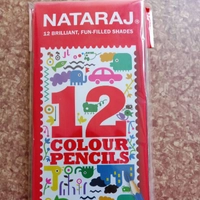 NATARAJ®
12 BRILLIANT, FUN-FILLED SHADES
12
COLOUR
PENCILS